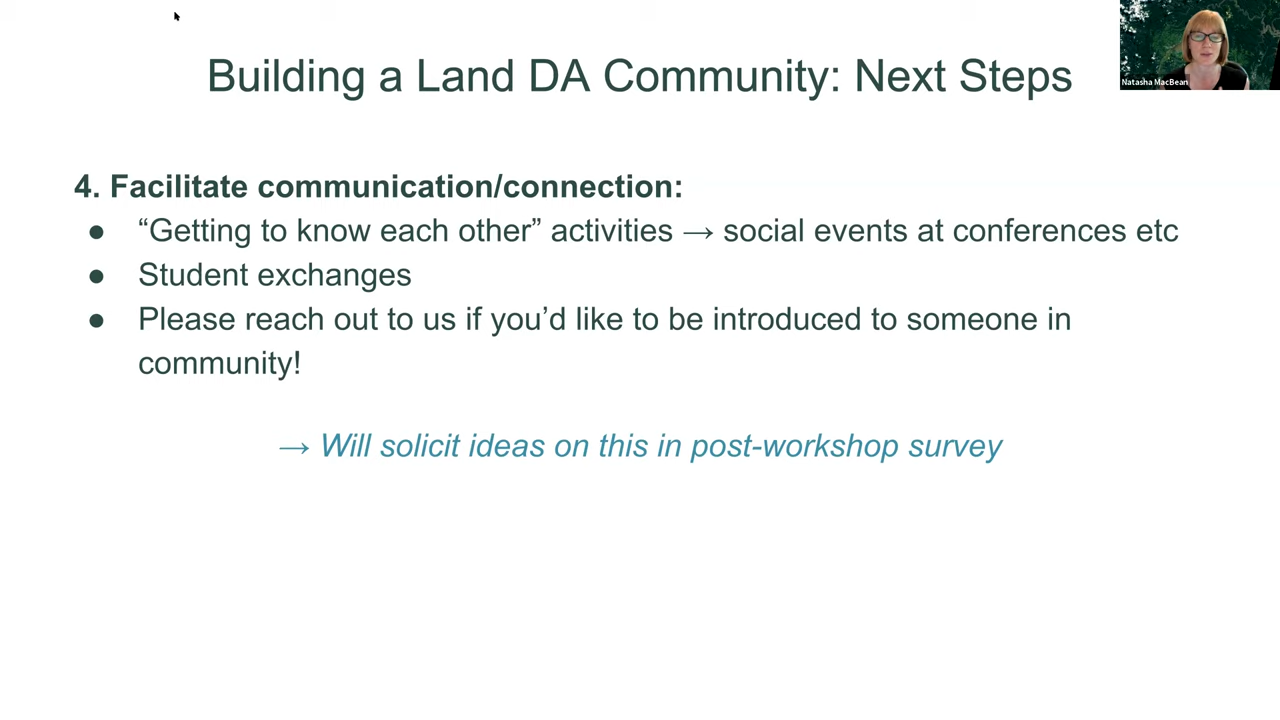 Building a Land DA Community: Next Steps
Natasha MacBean
4. Facilitate communication/connection:
● “Getting to know each other” activities → social events at conferences etc
● Student exchanges
● Please reach out to us if you’d like to be introduced to someone in
community!
→ Will solicit ideas on this in post-workshop survey